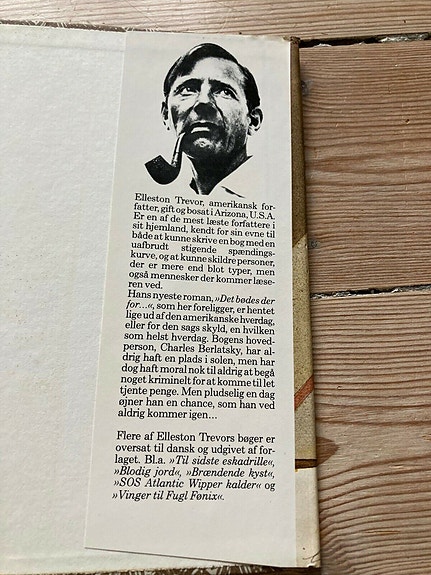 Elleston Trevor, amerikansk for-
fatter, gift og bosat i Arizona, U.S.A.
Er en af de mest læste forfattere i
sit hjemland, kendt for sin evne til
både at kunne skrive en bog med en
uafbrudt stigende spændings-
kurve, og at kunne skildre personer,
der er mere end blot typer, men
også mennesker der kommer læse-
ren ved.
Hans nyeste roman, »Det bødes der
for...«, som her foreligger, er hentet
lige ud af den amerikanske hverdag,
eller for den sags skyld, en hvilken
som helst hverdag. Bogens hoved-
person, Charles Berlatsky, har al-
drig haft en plads i solen, men har
dog haft moral nok til aldrig at begå
noget kriminelt for at komme til let
tjente penge. Men pludselig en dag
øjner han en chance, som han ved
aldrig kommer igen...
Flere af Elleston Trevors bøger er
oversat til dansk og udgivet af for-
laget. Bl.a. »Til sidste eskadrille«,
»Blodig jord«, »Brændende kyst«,
»SOS Atlantic Wipper kalder« og
»Vinger til Fugl Fønix«.